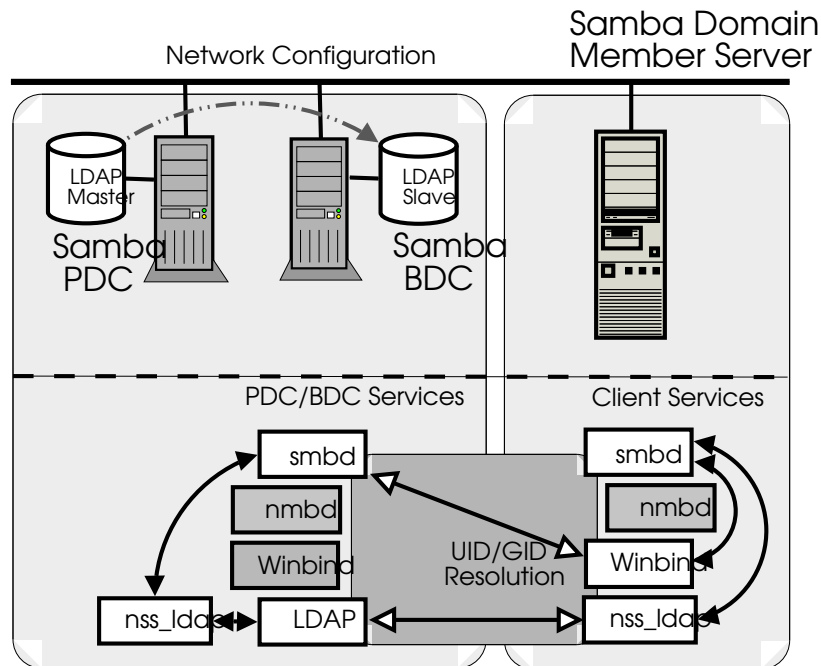 Samba Domain
Member Server
Network Configuration
LDAP
Master
LDAP
Slave
Samba
PDC
Samba
BDC
PDC/BDC Services
Client Services
smbd
smbd
nmbd
nmbd
Winbind
UID/GID
Resolution
Winbind
nss_ldap
LDAP
nss_ldap